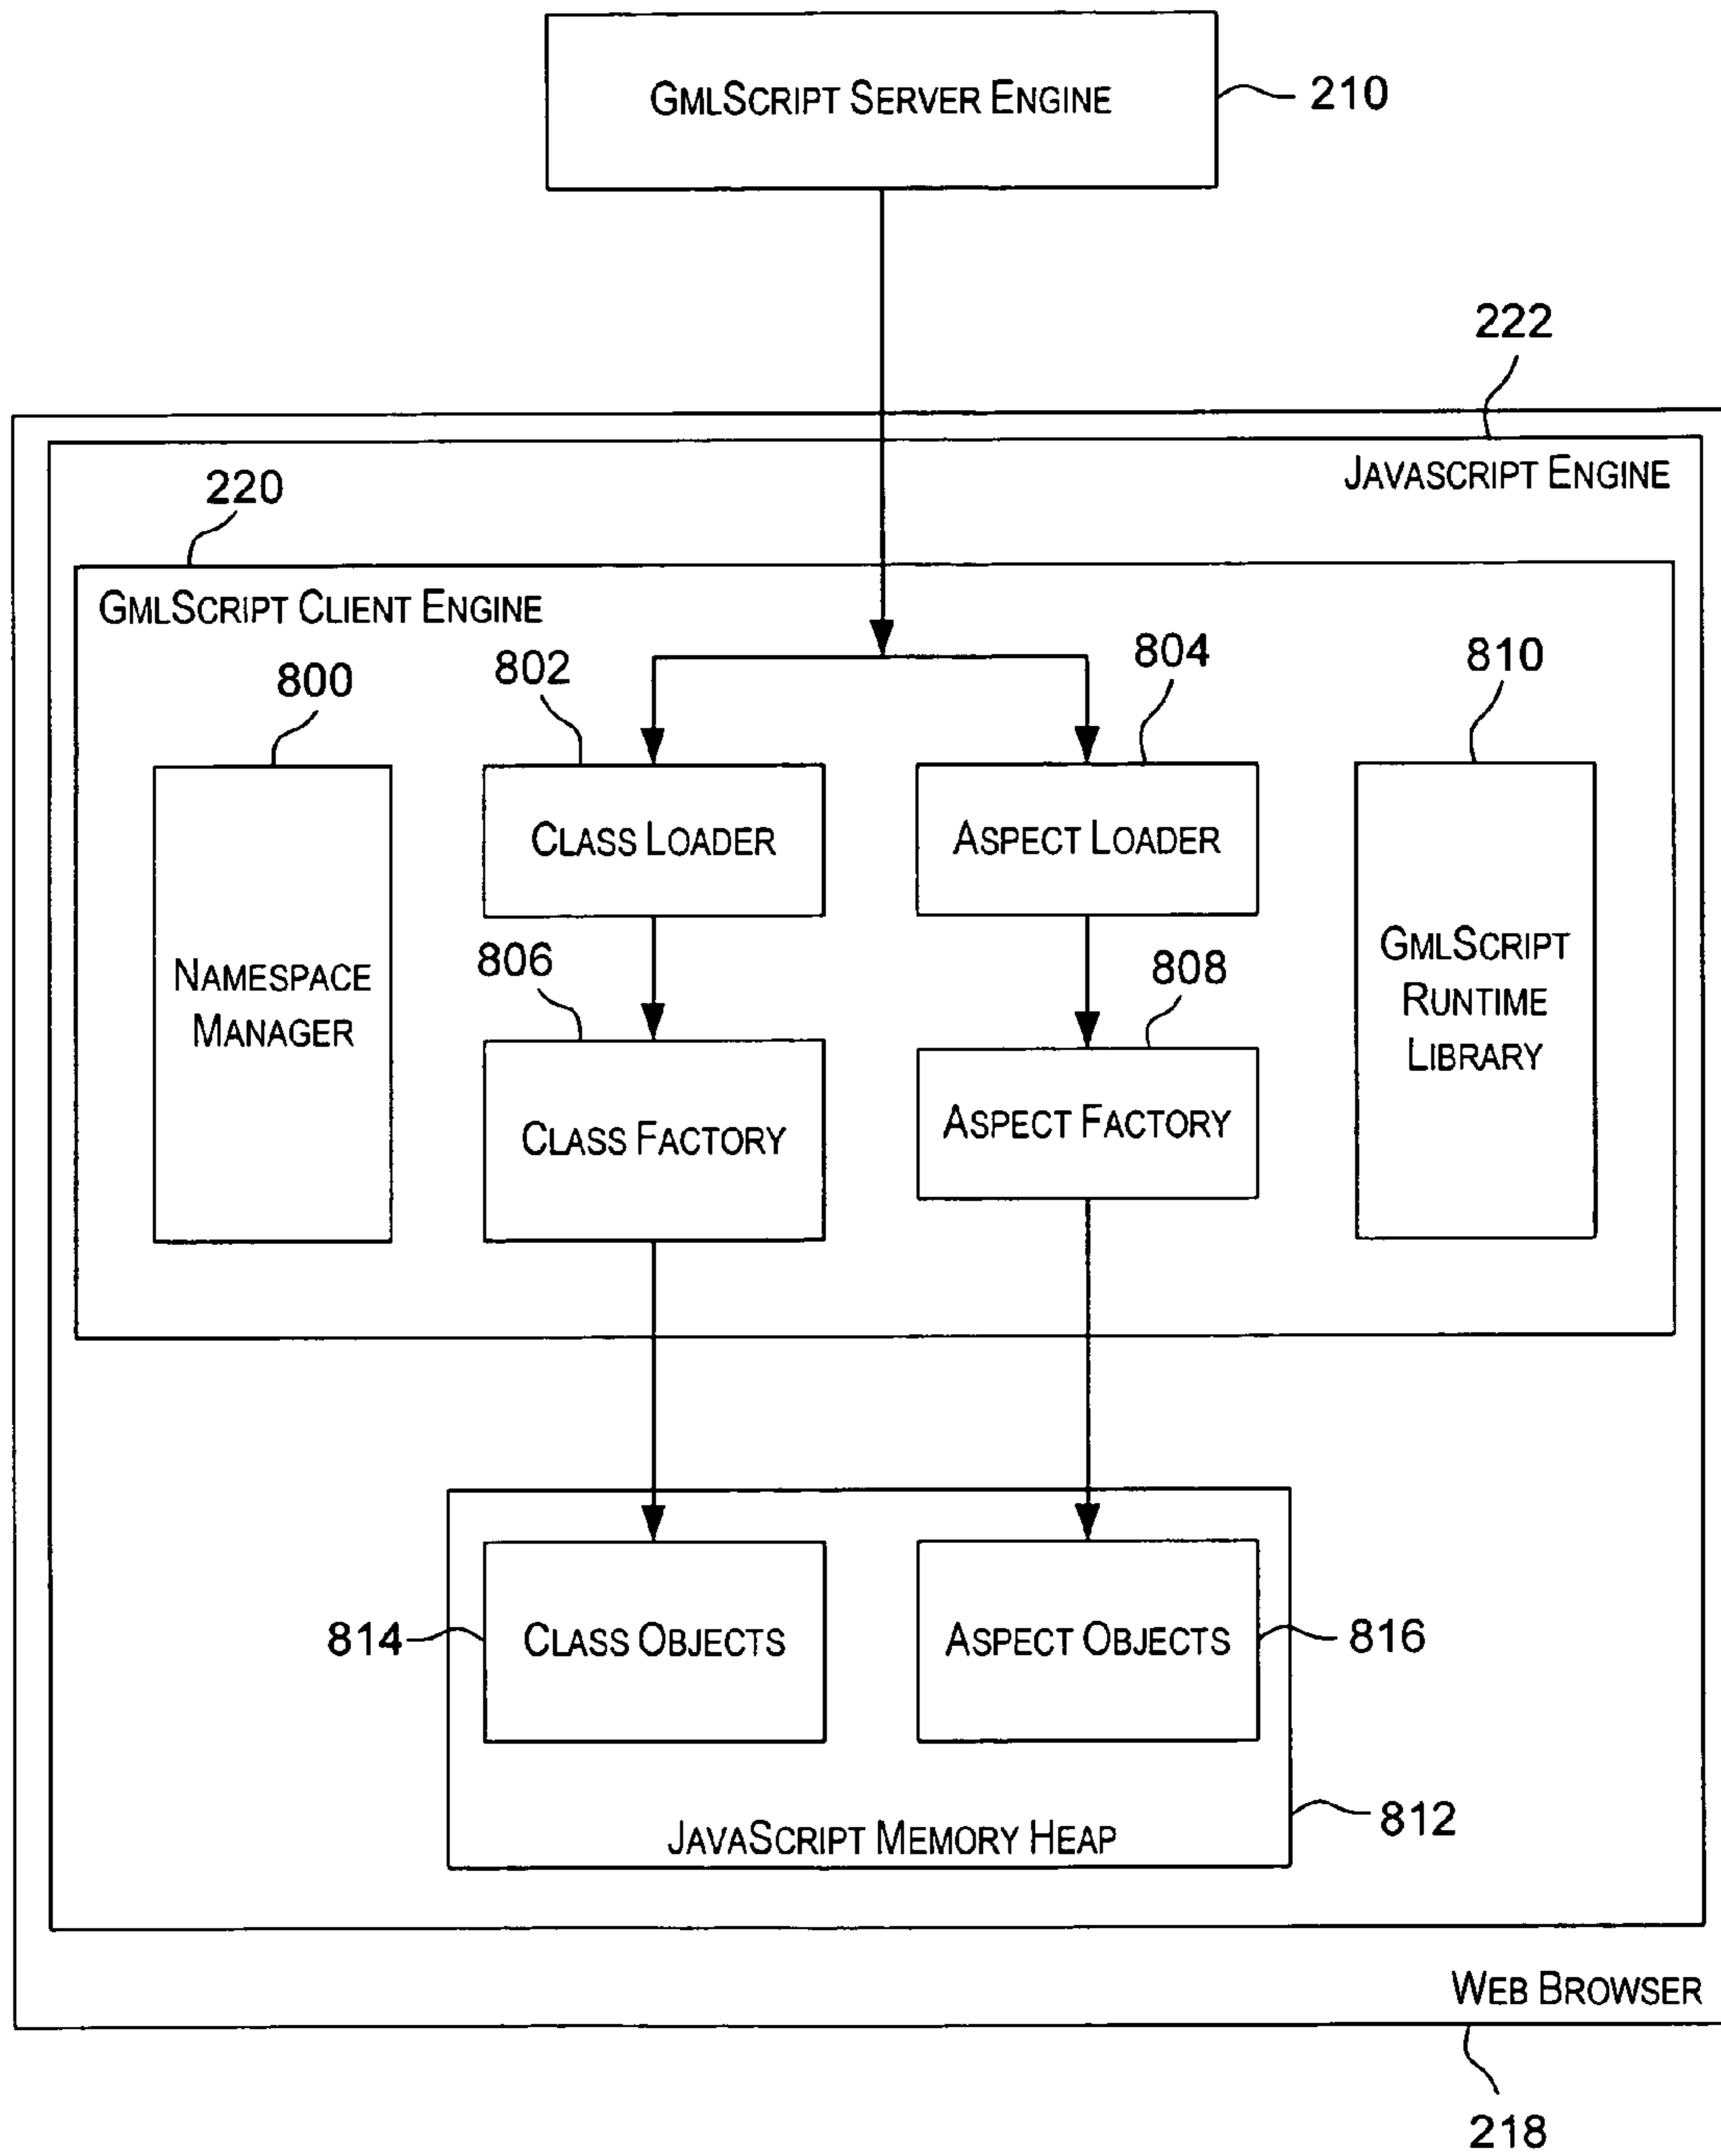 GMLSCRIPT SERVER ENGINE
210
222
JAVASCRIPT ENGINE
220
GMLSCRIPT CLIENT ENGINE
800
802
804
810
CLASS LOADER
ASPECT LOADER
NAMESPACE
MANAGER
806
808
GMLSCRIPT
RUNTIME
LIBRARY
CLASS FACTORY
ASPECT FACTORY
814
CLASS OBJECTS
ASPECT OBJECTS
816
JAVASCRIPT MEMORY HEAP
812
WEB BROWSER
218